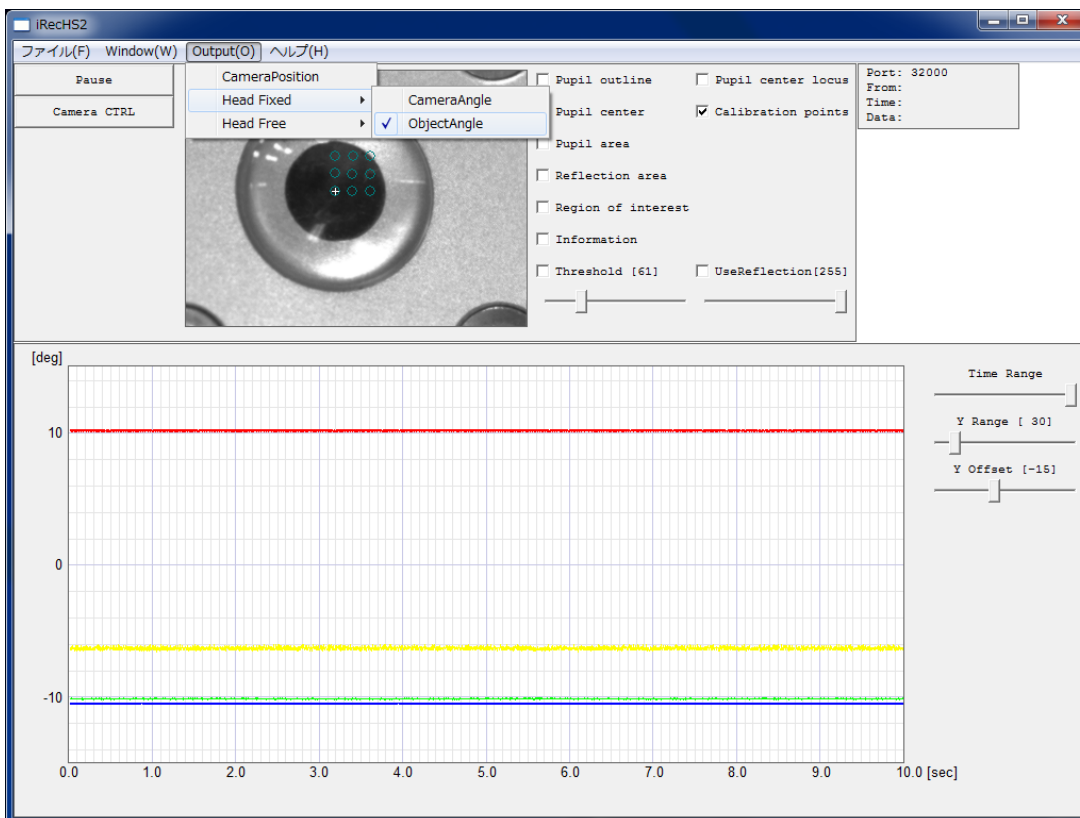 iRecHS2
ファイル(F) Window(W) Output(O) ヘルプ(H)
Pause
Camera CTRL
CameraPosition
Head Fixed
Head Free
CameraAngle
✓ ObjectAngle
Pupil outline
Pupil center locus
Pupil center
Calibration points
Pupil area
Reflection area
Region of interest
Information
Threshold [61]
UseReflection[255]
Port: 32000
From:
Time:
Data:
[deg]
10
0
-10
0.0 1.0 2.0 3.0 4.0 5.0 6.0 7.0 8.0 9.0 10.0 [sec]
Time Range
Y Range [ 30]
Y Offset [-15]